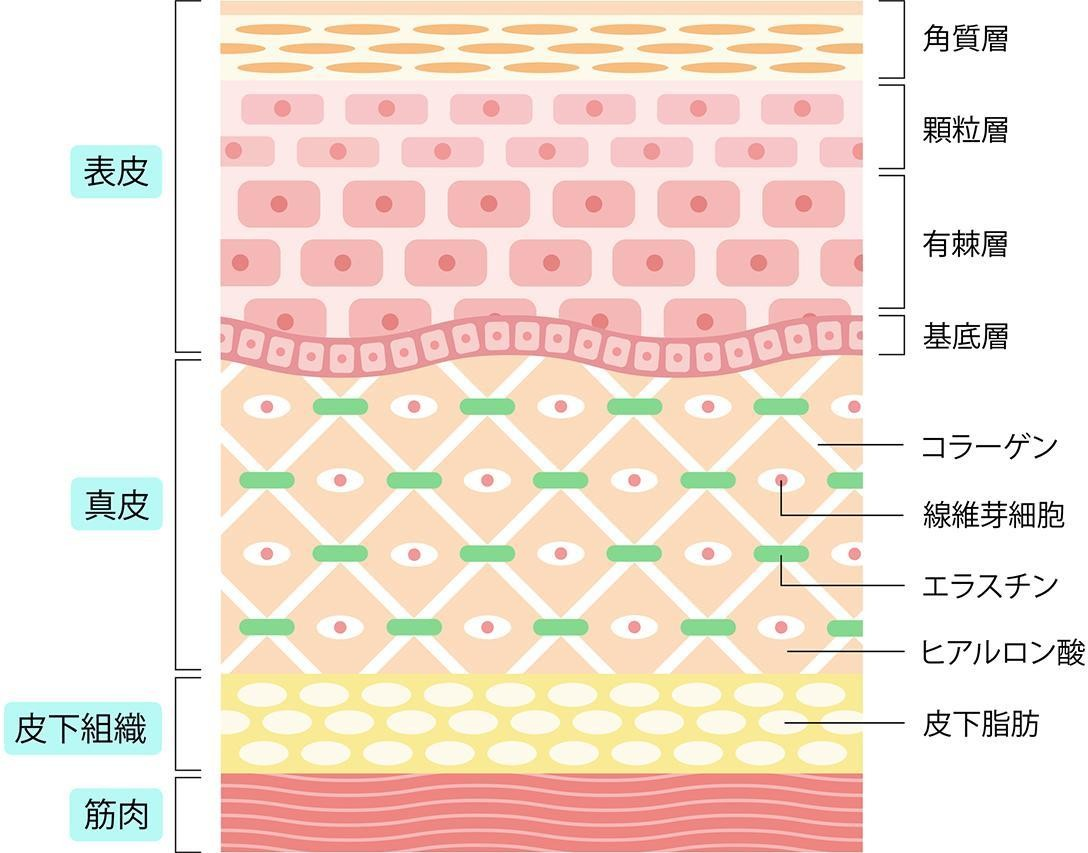 表皮
真皮
皮下組織
筋肉
角質層
顆粒層
有棘層
基底層
コラーゲン
線維芽細胞
エラスチン
ヒアルロン酸
皮下脂肪